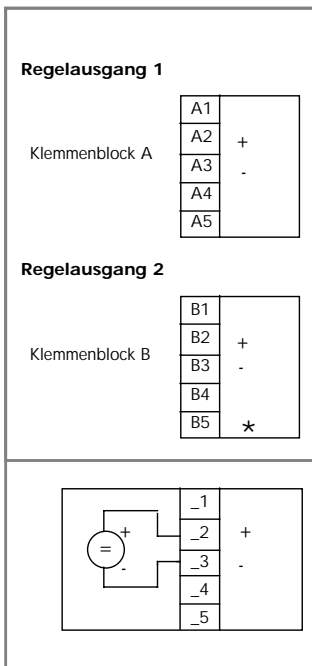 Regelausgang 1
Klemmenblock A
A1
A2 +
A3 -
A4
A5
Regelausgang 2
Klemmenblock B
B1
B2 +
B3 -
B4
B5 *
_1
+ _2 +
=
- _3 -
_4
_5